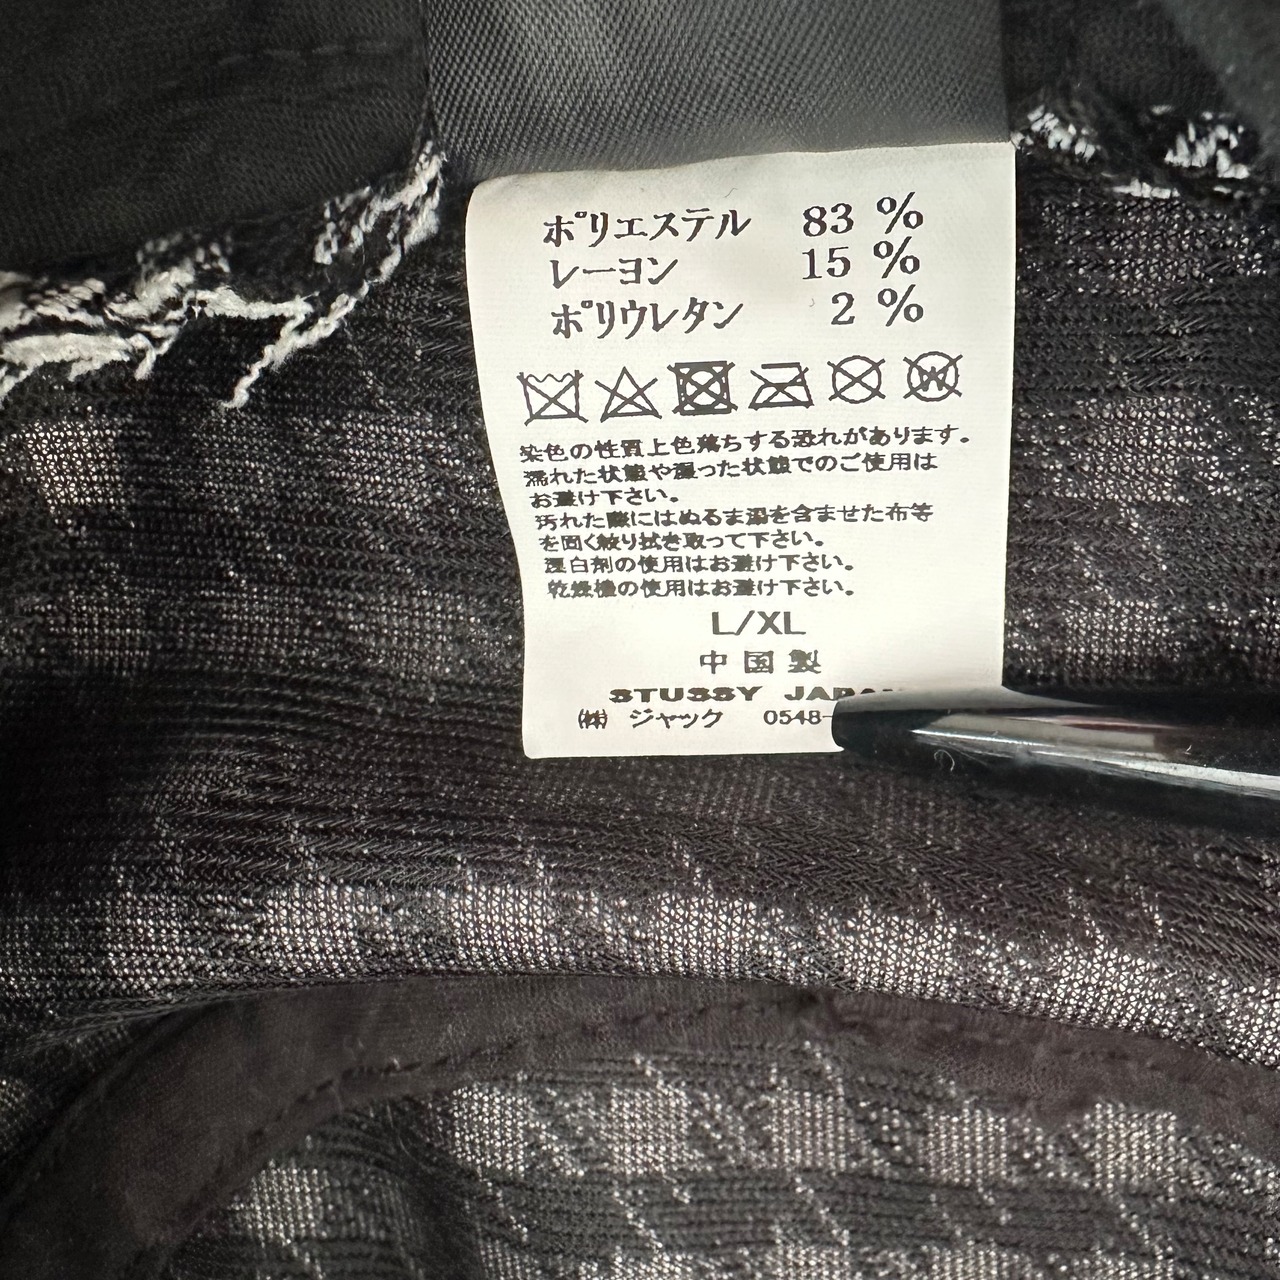 ポリエステル 83 %
レーヨン 15 %
ポリウレタン 2 %
染色の性質上色落ちする恐れがあります。
濡れた状態や湿った状態でのご使用は
お避け下さい。
汚れた際にはぬるま湯を含ませた布等
を固く絞り拭き取って下さい。
漂白剤の使用はお避け下さい。
乾燥機の使用はお避け下さい。
L/XL
中国製
STUSSY JAPAN
㈱ ジャック 0548-